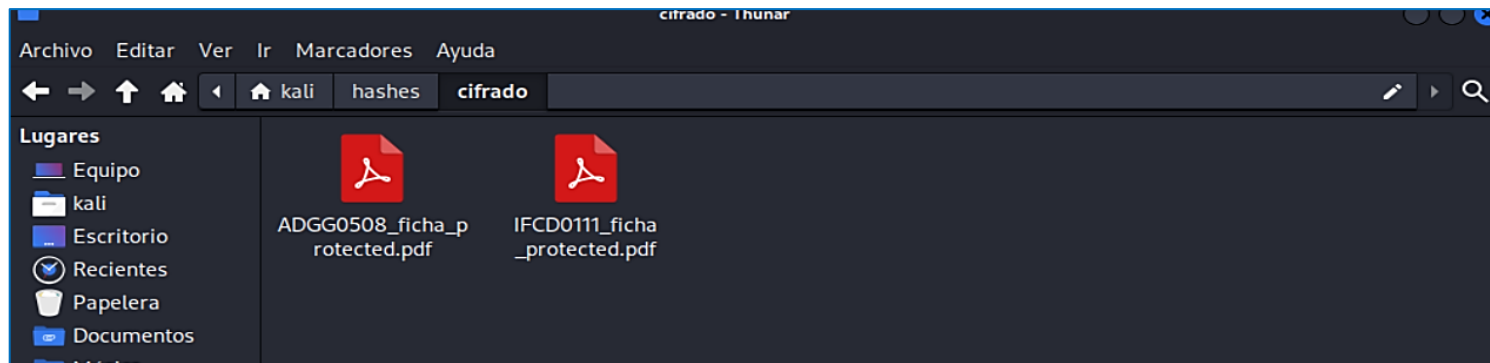 cifrado - Thunar
Archivo Editar Ver Ir Marcadores Ayuda
kali hashes cifrado
Lugares
Equipo
kali
Escritorio
Recientes
Papelera
Documentos
ADGG0508_ficha_p
rotected.pdf
IFCD0111_ficha
_protected.pdf